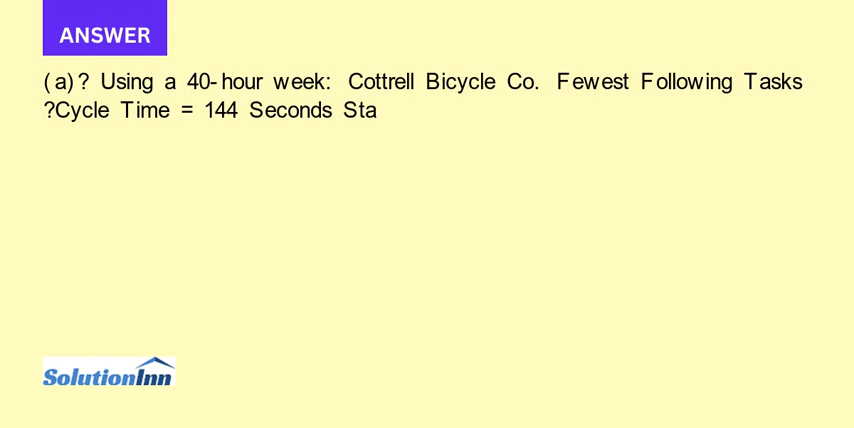 ANSWER
(a)? Using a 40-hour week: Cottrell Bicycle Co. Fewest Following Tasks
?Cycle Time = 144 Seconds Sta
SolutionInn